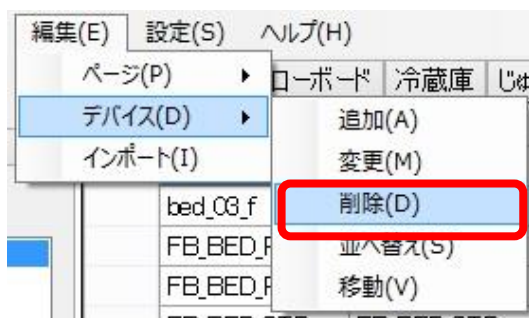 編集(E) 設定(S) ヘルプ(H)
ページ(P) ローボード 冷蔵庫
デバイス(D) 追加(A)
インポート(I) 変更(M)
bed_03_f 削除(D)
FB_BED_F 並べ替え(S)
FB_BED_F 移動(V)